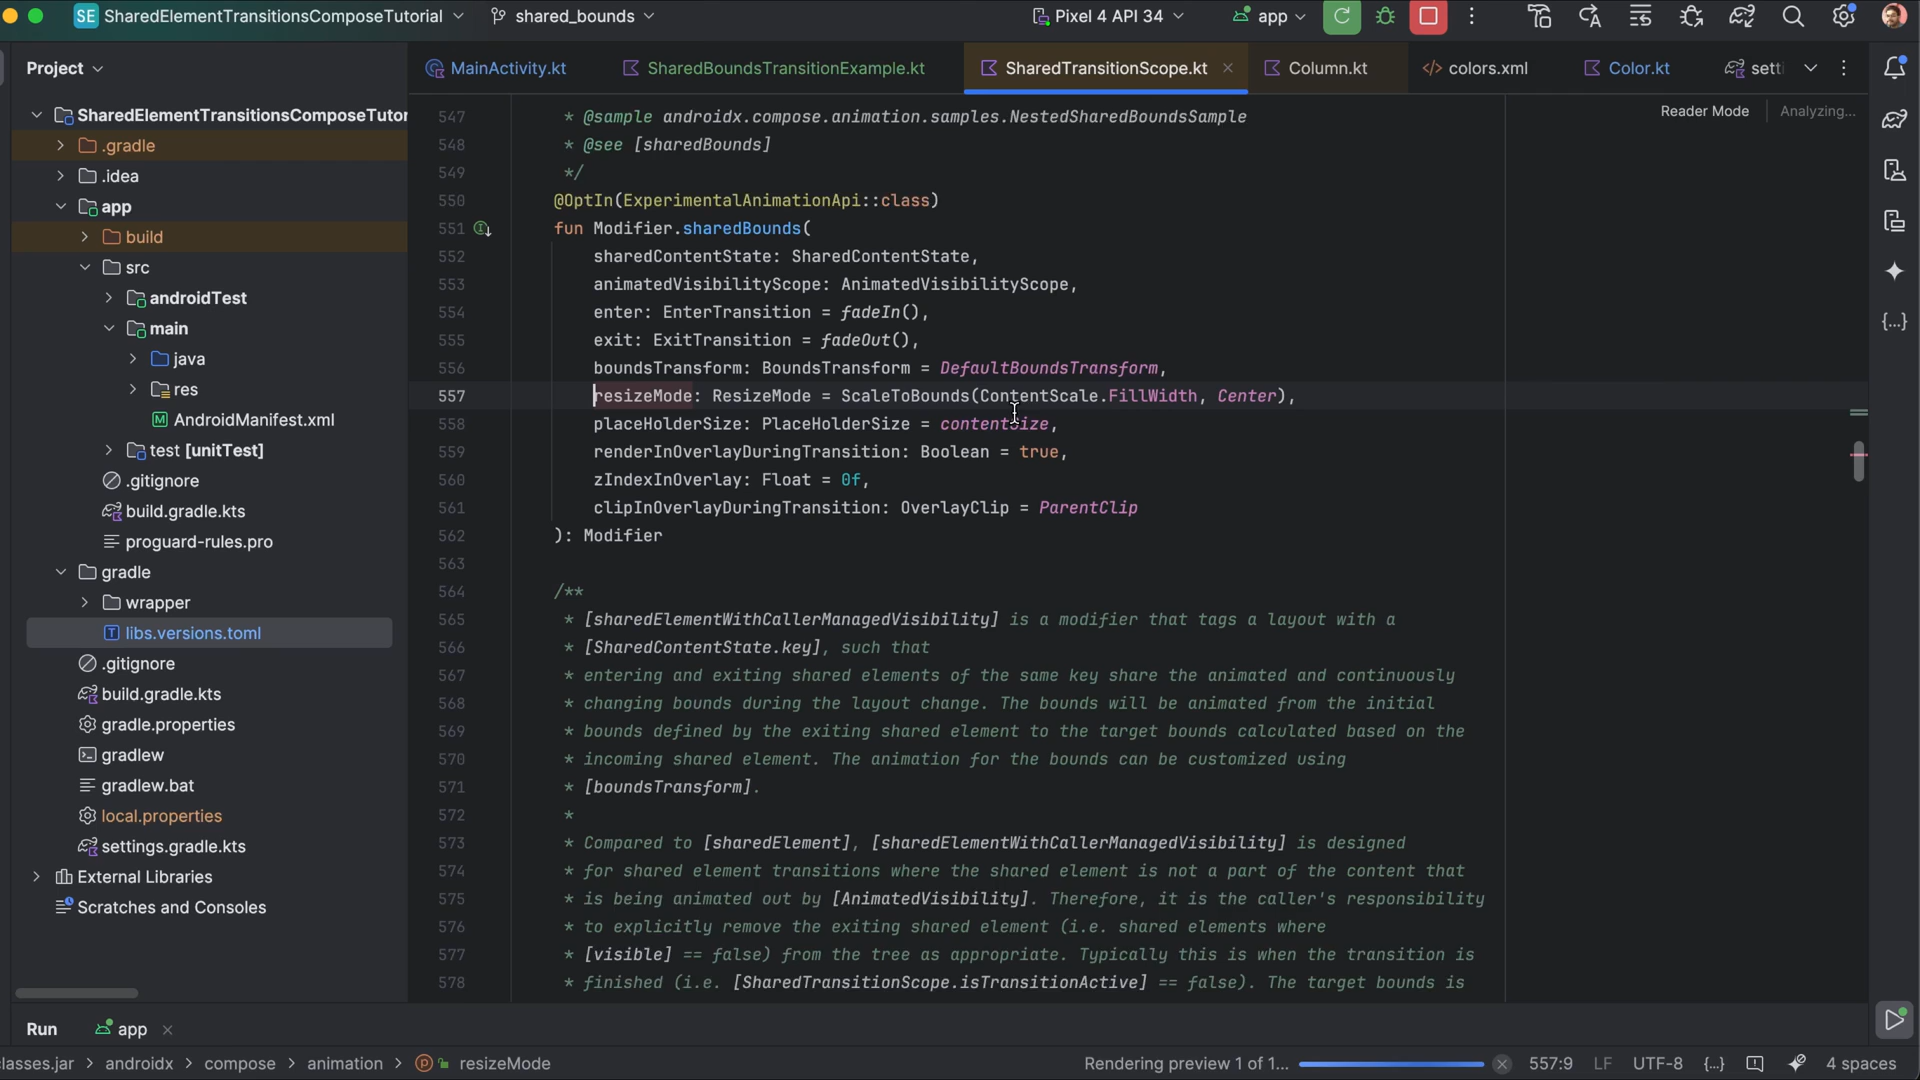 SE SharedElementTransitionsComposeTutorial shared_bounds Pixel 4 API 34 app
Project
MainActivity.kt SharedBoundsTransitionExample.kt SharedTransitionScope.kt Column.kt colors.xml Color.kt setti
Reader Mode Analyzing...
SharedElementTransitionsComposeTutor
.gradle
.idea
app
build
src
androidTest
main
java
res
AndroidManifest.xml
test [unitTest]
.gitignore
build.gradle.kts
proguard-rules.pro
gradle
wrapper
libs.versions.toml
.gitignore
build.gradle.kts
gradle.properties
gradlew
gradlew.bat
local.properties
settings.gradle.kts
External Libraries
Scratches and Consoles
547 * @sample androidx.compose.animation.samples.NestedSharedBoundsSample
548 * @see [sharedBounds]
549 */
550 @OptIn(ExperimentalAnimationApi::class)
551 fun Modifier.sharedBounds(
552 sharedContentState: SharedContentState,
553 animatedVisibilityScope: AnimatedVisibilityScope,
554 enter: EnterTransition = fadeIn(),
555 exit: ExitTransition = fadeOut(),
556 boundsTransform: BoundsTransform = DefaultBoundsTransform,
557 resizeMode: ResizeMode = ScaleToBounds(ContentScale.FillWidth, Center),
558 placeHolderSize: PlaceHolderSize = contentSize,
559 renderInOverlayDuringTransition: Boolean = true,
560 zIndexInOverlay: Float = 0f,
561 clipInOverlayDuringTransition: OverlayClip = ParentClip
562 ): Modifier
563
564 /**
565 * [sharedElementWithCallerManagedVisibility] is a modifier that tags a layout with a
566 * [SharedContentState.key], such that
567 * entering and exiting shared elements of the same key share the animated and continuously
568 * changing bounds during the layout change. The bounds will be animated from the initial
569 * bounds defined by the exiting shared element to the target bounds calculated based on the
570 * incoming shared element. The animation for the bounds can be customized using
571 * [boundsTransform].
572 *
573 * Compared to [sharedElement], [sharedElementWithCallerManagedVisibility] is designed
574 * for shared element transitions where the shared element is not a part of the content that
575 * is being animated out by [AnimatedVisibility]. Therefore, it is the caller's responsibility
576 * to explicitly remove the exiting shared element (i.e. shared elements where
577 * [visible] == false) from the tree as appropriate. Typically this is when the transition is
578 * finished (i.e. [SharedTransitionScope.isTransitionActive] == false). The target bounds is
Run app
classes.jar > androidx > compose > animation > resizeMode Rendering preview 1 of 1... 557:9 LF UTF-8 {..} 4 spaces